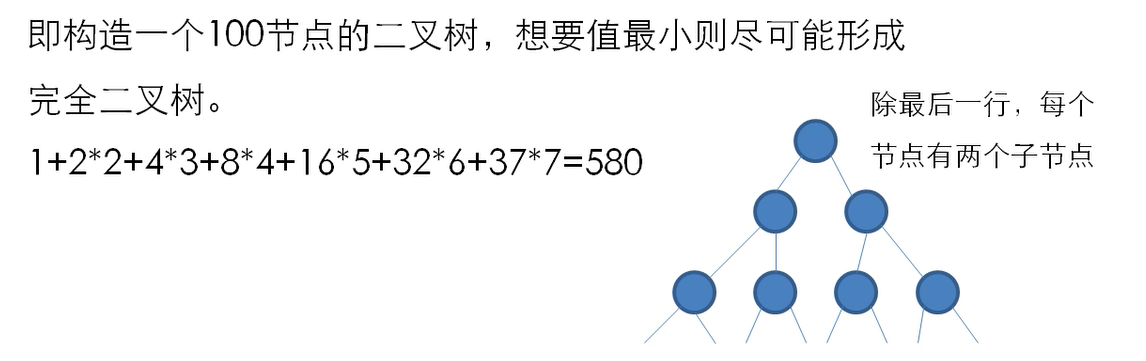 即构造一个100节点的二叉树，想要值最小则尽可能形成
完全二叉树。
1+2*2+4*3+8*4+16*5+32*6+37*7=580
除最后一行，每个
节点有两个子节点